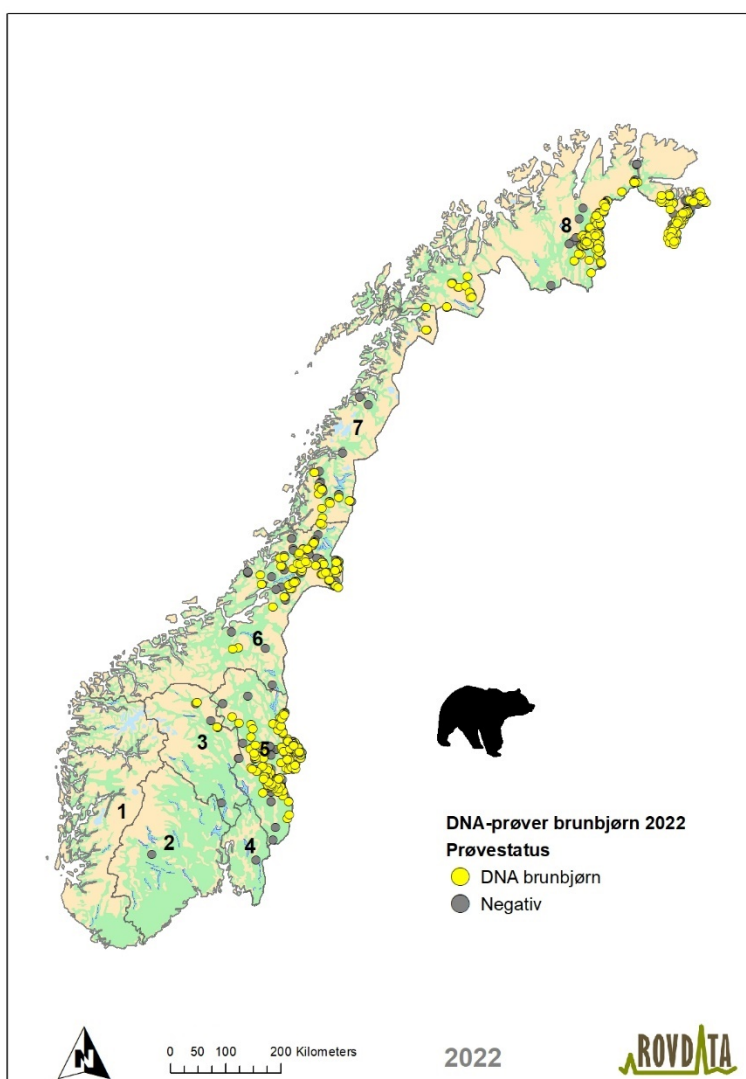 8
7
6
3
5
1
2
4
DNA-prøver brunbjørn 2022
Prøvestatus
DNA brunbjørn
Negativ
N
0 50 100 200 Kilometers
2022
ROVDATA